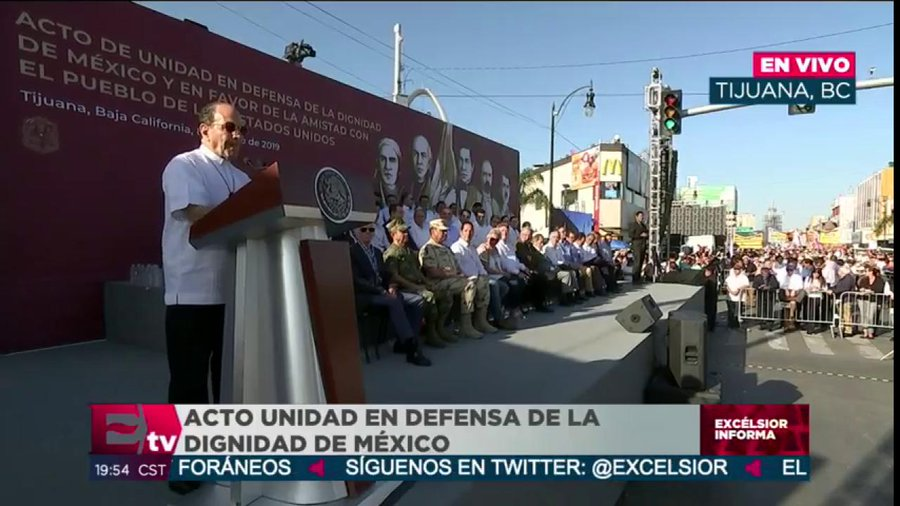 ACTO DE UNIDAD EN DEFENSA DE LA DIGNIDAD
DE MÉXICO Y EN FAVOR DE LA AMISTAD CON
EL PUEBLO DE LOS ESTADOS UNIDOS
Tijuana, Baja California, de 2019
EN VIVO
TIJUANA, BC
ACTO UNIDAD EN DEFENSA DE LA
DIGNIDAD DE MÉXICO
E tv
EXCÉLSIOR
INFORMA
19:54 CST
FORÁNEOS SÍGUENOS EN TWITTER: @EXCELSIOR EL